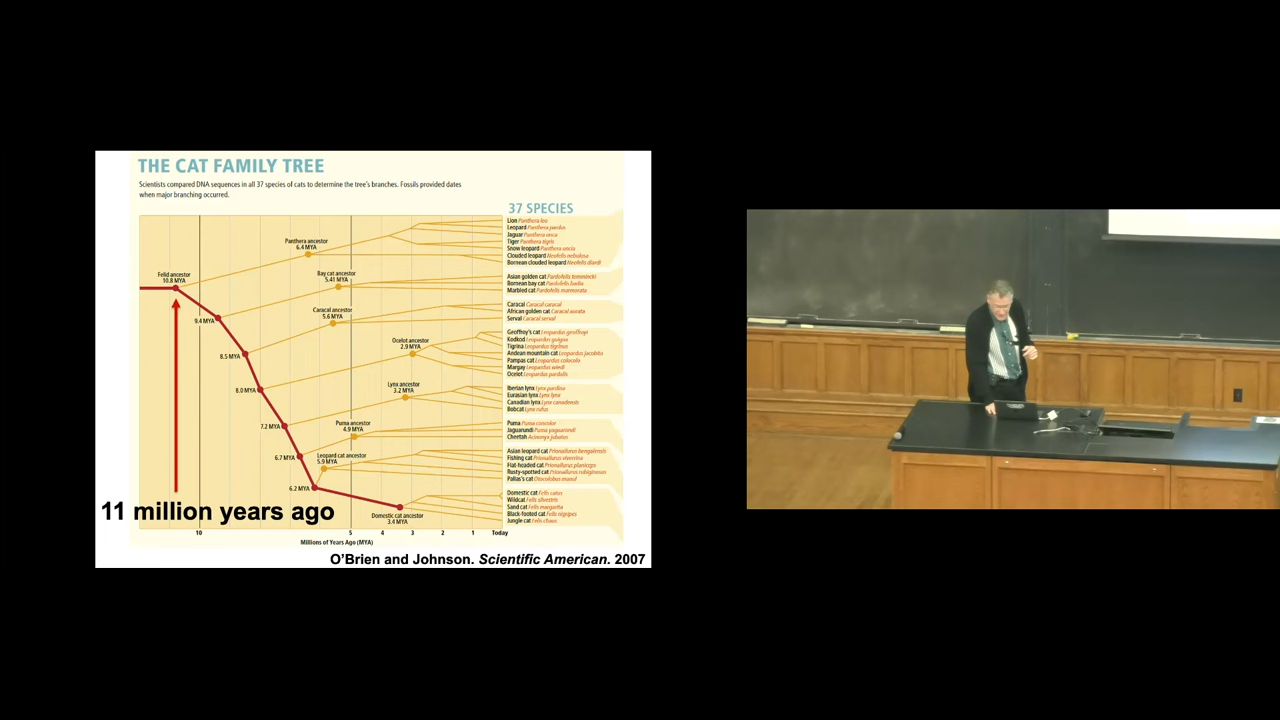 THE CAT FAMILY TREE
Scientists compared DNA sequences in all 37 species of cats to determine the tree's branches. Fossils provided dates
when major branching occurred.
37 SPECIES
Lion Panthera leo
Leopard Panthera pardus
Jaguar Panthera onca
Tiger Panthera tigris
Snow leopard Panthera uncia
Clouded leopard Neofelis nebulosa
Bornean clouded leopard Neofelis diardi
Asian golden cat Pardofelis temmincki
Bornean bay cat Pardofelis badia
Marbled cat Pardofelis marmorata
Caracal Caracal caracal
African golden cat Caracal aurata
Serval Caracal serval
Geoffroy's cat Leopardus geoffroyi
Kodkod Leopardus guigna
Tigrina Leopardus tigrinus
Andean mountain cat Leopardus jacobita
Pampas cat Leopardus colocolo
Margay Leopardus wiedi
Ocelot Leopardus pardalis
Iberian lynx Lynx pardina
Eurasian lynx Lynx lynx
Canadian lynx Lynx canadensis
Bobcat Lynx rufus
Puma Puma concolor
Jaguarundi Puma yaguarundi
Cheetah Acinonyx jubatus
Asian leopard cat Prionailurus bengalensis
Fishing cat Prionailurus viverrina
Flat-headed cat Prionailurus planiceps
Rusty-spotted cat Prionailurus rubiginosus
Pallas's cat Otocolobus manul
Domestic cat Felis catus
Wildcat Felis silvestris
Sand cat Felis margarita
Black-footed cat Felis nigripes
Jungle cat Felis chaus
Panthera ancestor
6.4 MYA
Felid ancestor
10.8 MYA
Bay cat ancestor
5.41 MYA
Caracal ancestor
5.6 MYA
9.4 MYA
Ocelot ancestor
2.9 MYA
8.5 MYA
Lynx ancestor
3.2 MYA
8.0 MYA
Puma ancestor
4.9 MYA
7.2 MYA
Leopard cat ancestor
5.9 MYA
6.7 MYA
6.2 MYA
Domestic cat ancestor
3.4 MYA
11 million years ago
10 5 4 3 2 1 Today
Millions of Years Ago (MYA)
O'Brien and Johnson. Scientific American. 2007